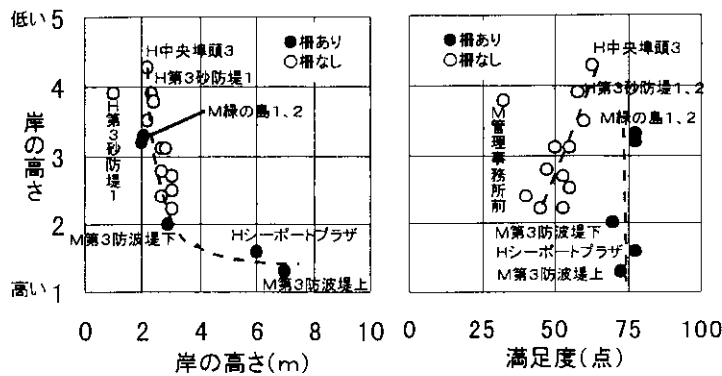 低い 5
4
3
2
高い 1
岸の高さ
●柵あり
○柵なし
H中央埠頭3
H第3砂防堤1
H第3砂防堤1
M緑の島1、2
M第3防波堤下
Hシーポートプラザ
M第3防波堤上
0 2 4 6 8 10
岸の高さ(m)
●柵あり
○柵なし
H中央埠頭3
H第3砂防堤1、2
M緑の島1、2
M管理事務所前
M第3防波堤下
Hシーポートプラザ
M第3防波堤上
0 25 50 75 100
満足度(点)